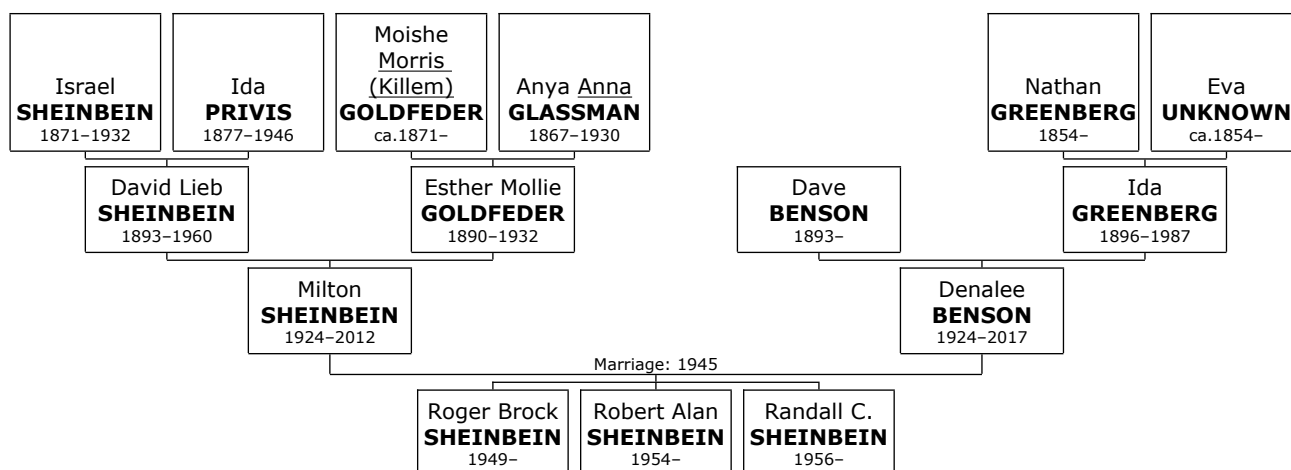 Israel
SHEINBEIN
1871–1932
Ida
PRIVIS
1877–1946
Moishe
Morris
(Killem)
GOLDFEDER
ca.1871–
Anya Anna
GLASSMAN
1867–1930
Nathan
GREENBERG
1854–
Eva
UNKNOWN
ca.1854–
David Lieb
SHEINBEIN
1893–1960
Esther Mollie
GOLDFEDER
1890–1932
Dave
BENSON
1893–
Ida
GREENBERG
1896–1987
Milton
SHEINBEIN
1924–2012
Denalee
BENSON
1924–2017
Marriage: 1945
Roger Brock
SHEINBEIN
1949–
Robert Alan
SHEINBEIN
1954–
Randall C.
SHEINBEIN
1956–